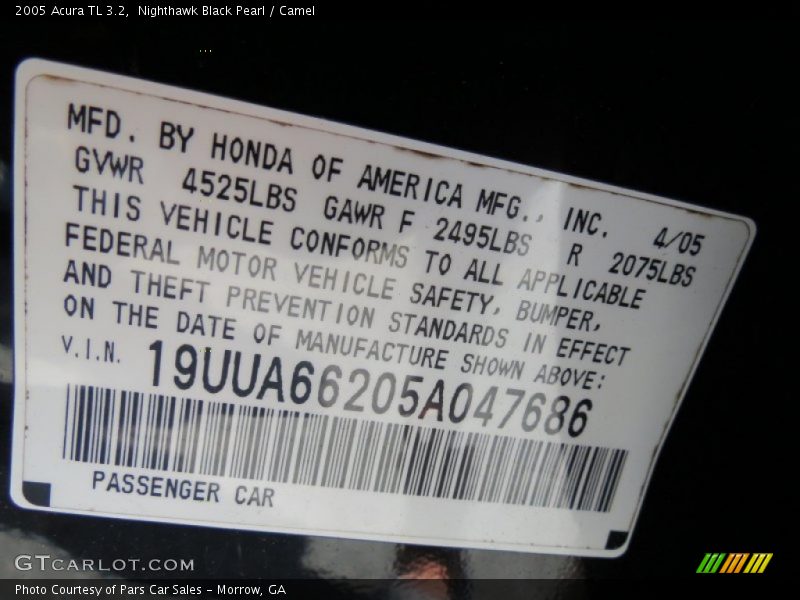 2005 Acura TL 3.2,  Nighthawk Black Pearl / Camel
MFD. BY HONDA OF AMERICA MFG., INC. 4/05
GVWR 4525LBS GAWR F 2495LBS R 2075LBS
THIS VEHICLE CONFORMS TO ALL APPLICABLE
FEDERAL MOTOR VEHICLE SAFETY, BUMPER,
AND THEFT PREVENTION STANDARDS IN EFFECT
ON THE DATE OF MANUFACTURE SHOWN ABOVE:
V.I.N. 19UUA66205A047686
PASSENGER CAR
GTCARLOT.COM
Photo Courtesy of Pars Car Sales - Morrow, GA